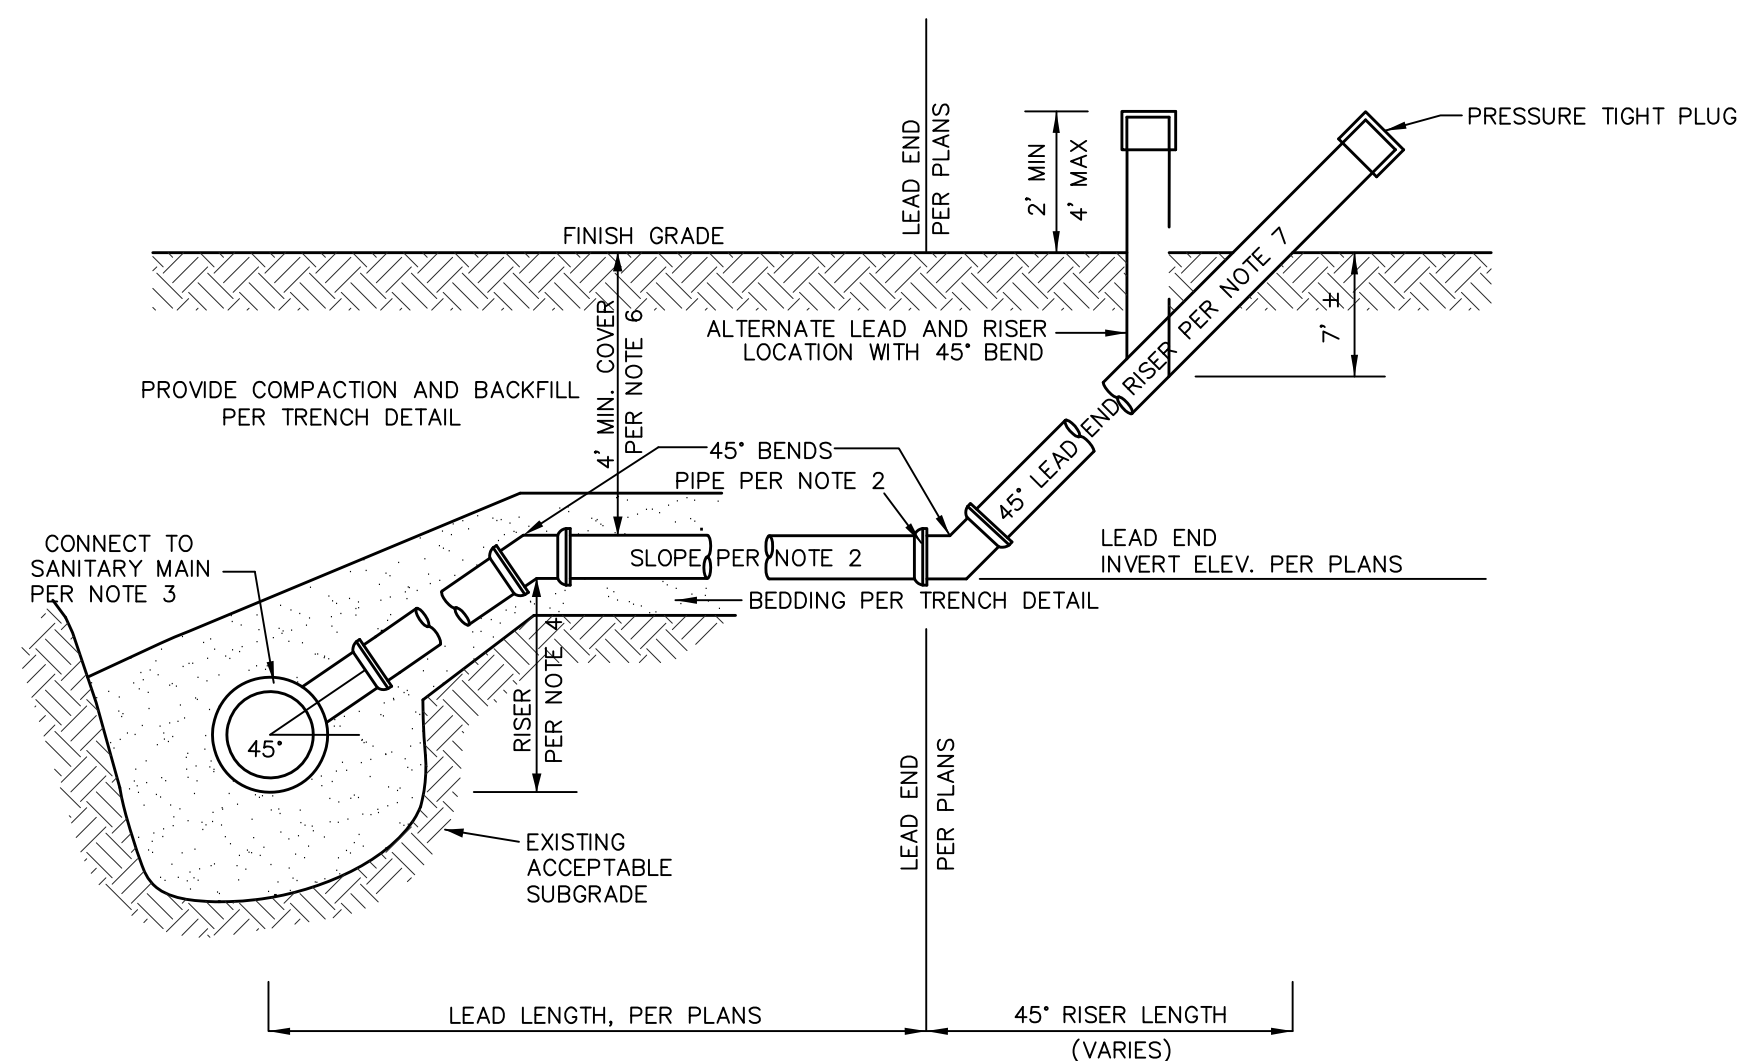 LEAD END
PER PLANS
2' MIN
4' MAX
PRESSURE TIGHT PLUG
FINISH GRADE
4' MIN. COVER
PER NOTE 6
ALTERNATE LEAD AND RISER
LOCATION WITH 45° BEND
7' ±
PROVIDE COMPACTION AND BACKFILL
PER TRENCH DETAIL
45° BENDS
PIPE PER NOTE 2
45° LEAD END RISER PER NOTE 7
CONNECT TO
SANITARY MAIN
PER NOTE 3
SLOPE PER NOTE 2
LEAD END
INVERT ELEV. PER PLANS
BEDDING PER TRENCH DETAIL
RISER
PER NOTE 4
45°
LEAD END
PER PLANS
EXISTING
ACCEPTABLE
SUBGRADE
LEAD LENGTH, PER PLANS
45° RISER LENGTH
(VARIES)